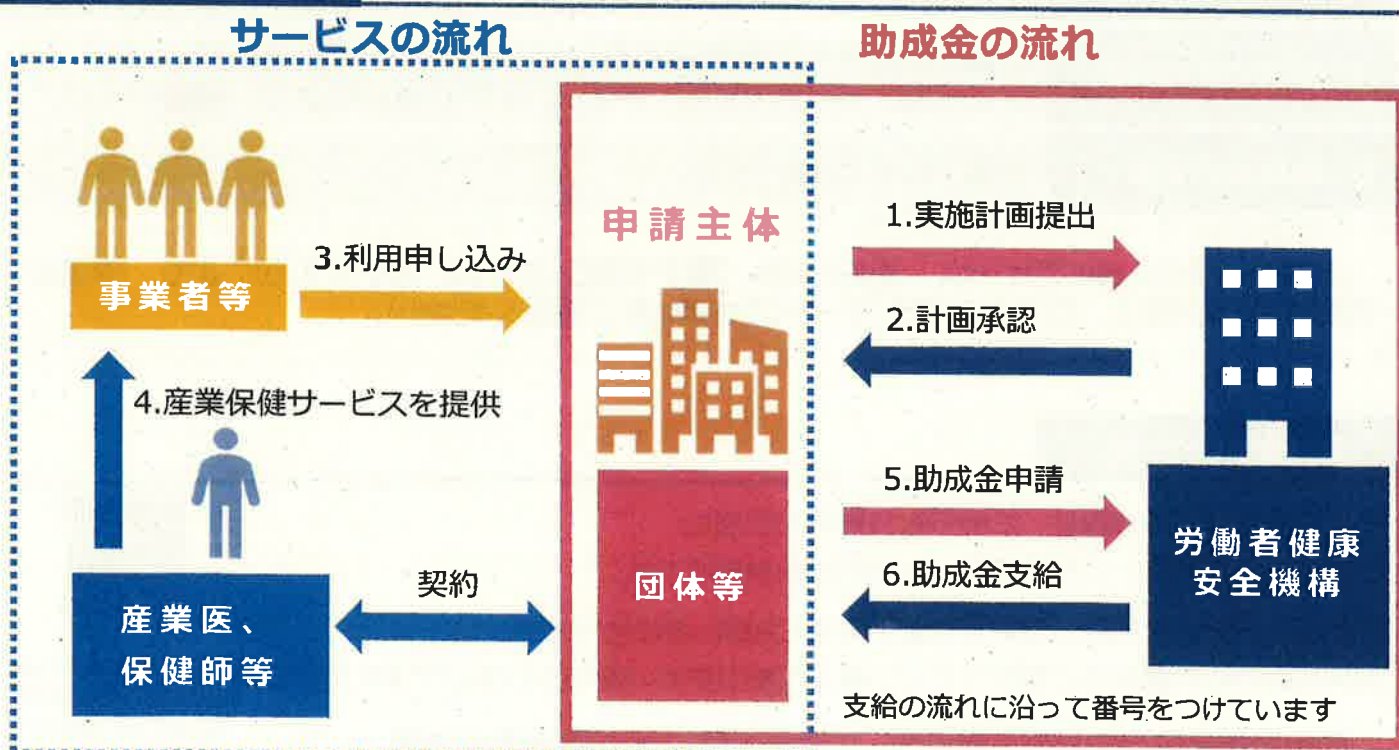 サービスの流れ
助成金の流れ
事業者等
3.利用申し込み
4.産業保健サービスを提供
産業医、
保健師等
契約
申請主体
団体等
1.実施計画提出
2.計画承認
5.助成金申請
6.助成金支給
労働者健康
安全機構
支給の流れに沿って番号をつけています